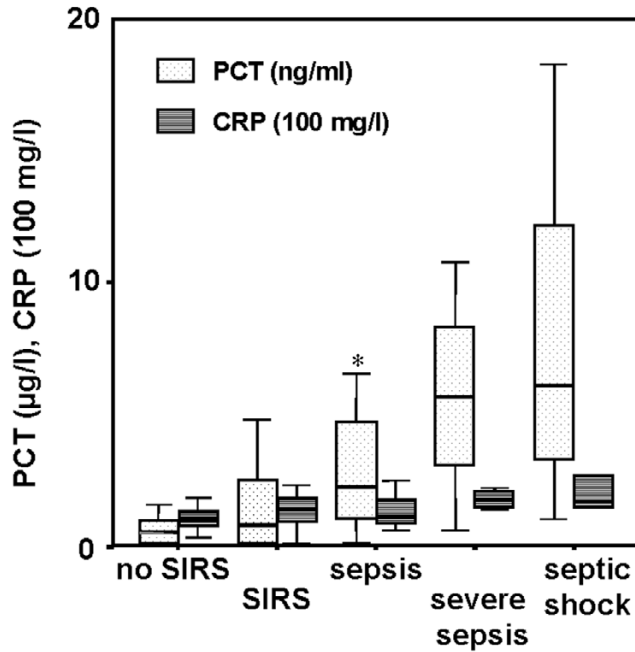 20
PCT (ng/ml)
CRP (100 mg/l)
PCT (µg/l), CRP (100 mg/l)
10
*
0
no SIRS
SIRS
sepsis
severe
sepsis
septic
shock